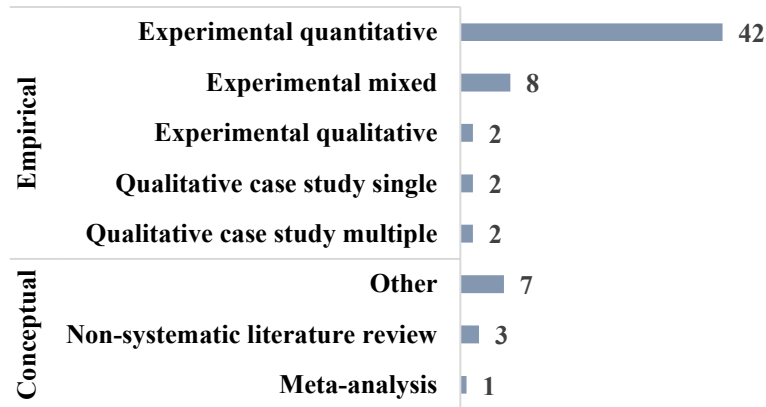 Empirical
Experimental quantitative 42
Experimental mixed 8
Experimental qualitative 2
Qualitative case study single 2
Qualitative case study multiple 2
Conceptual
Other 7
Non-systematic literature review 3
Meta-analysis 1